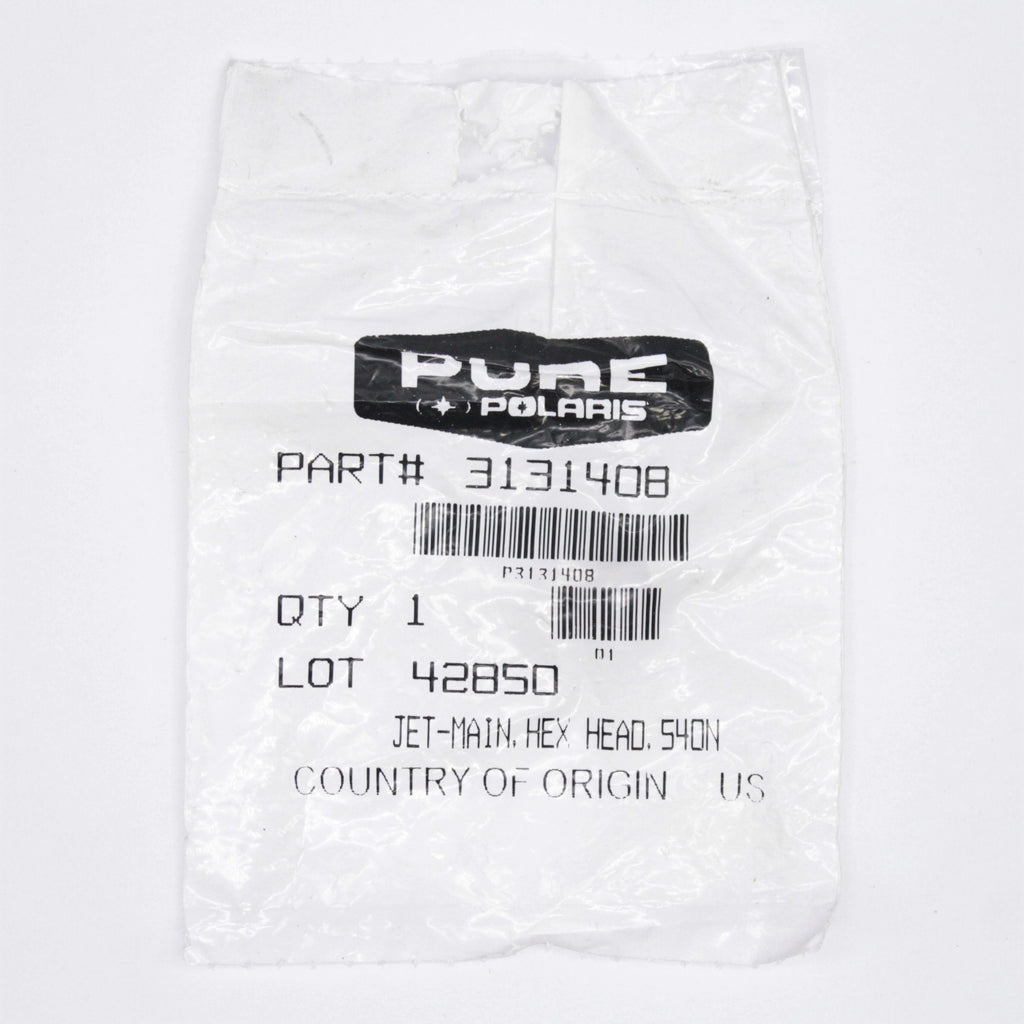 PURE
POLARIS
PART# 3131408
P3131408
QTY 1
01
LOT 42850
JET-MAIN, HEX HEAD, 540N
COUNTRY OF ORIGIN US